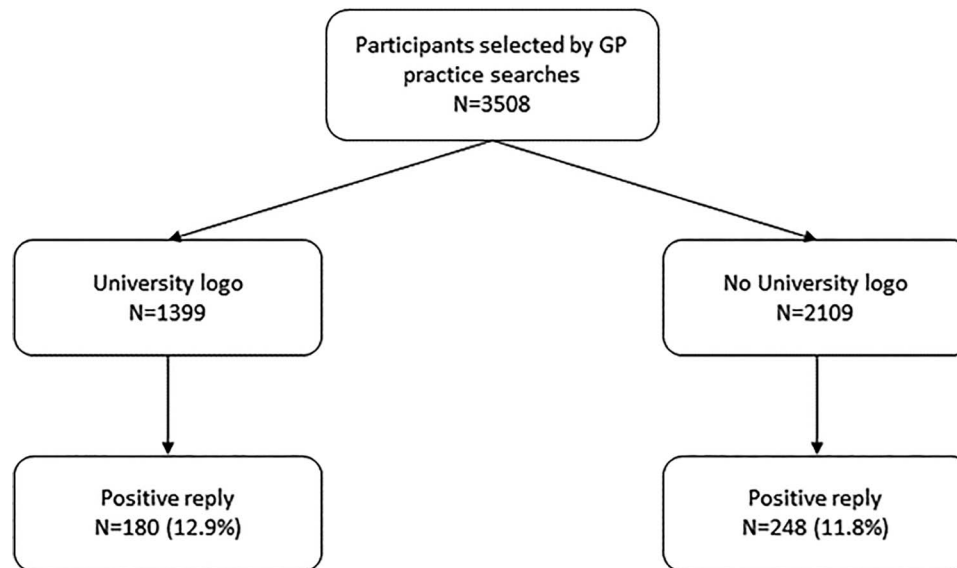 Participants selected by GP
practice searches
N=3508
University logo
N=1399
No University logo
N=2109
Positive reply
N=180 (12.9%)
Positive reply
N=248 (11.8%)